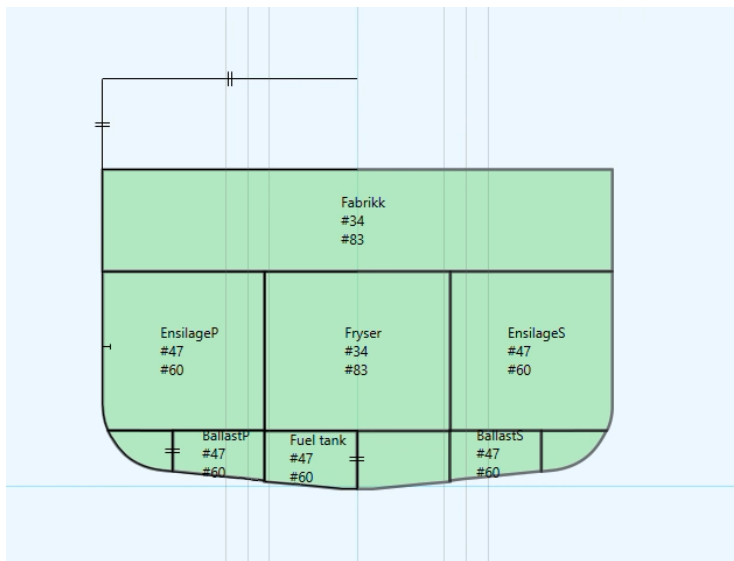 Fabrikk
#34
#83
EnsilageP
#47
#60
Fryser
#34
#83
EnsilageS
#47
#60
BallastP
#47
#60
Fuel tank
#47
#60
BallastS
#47
#60